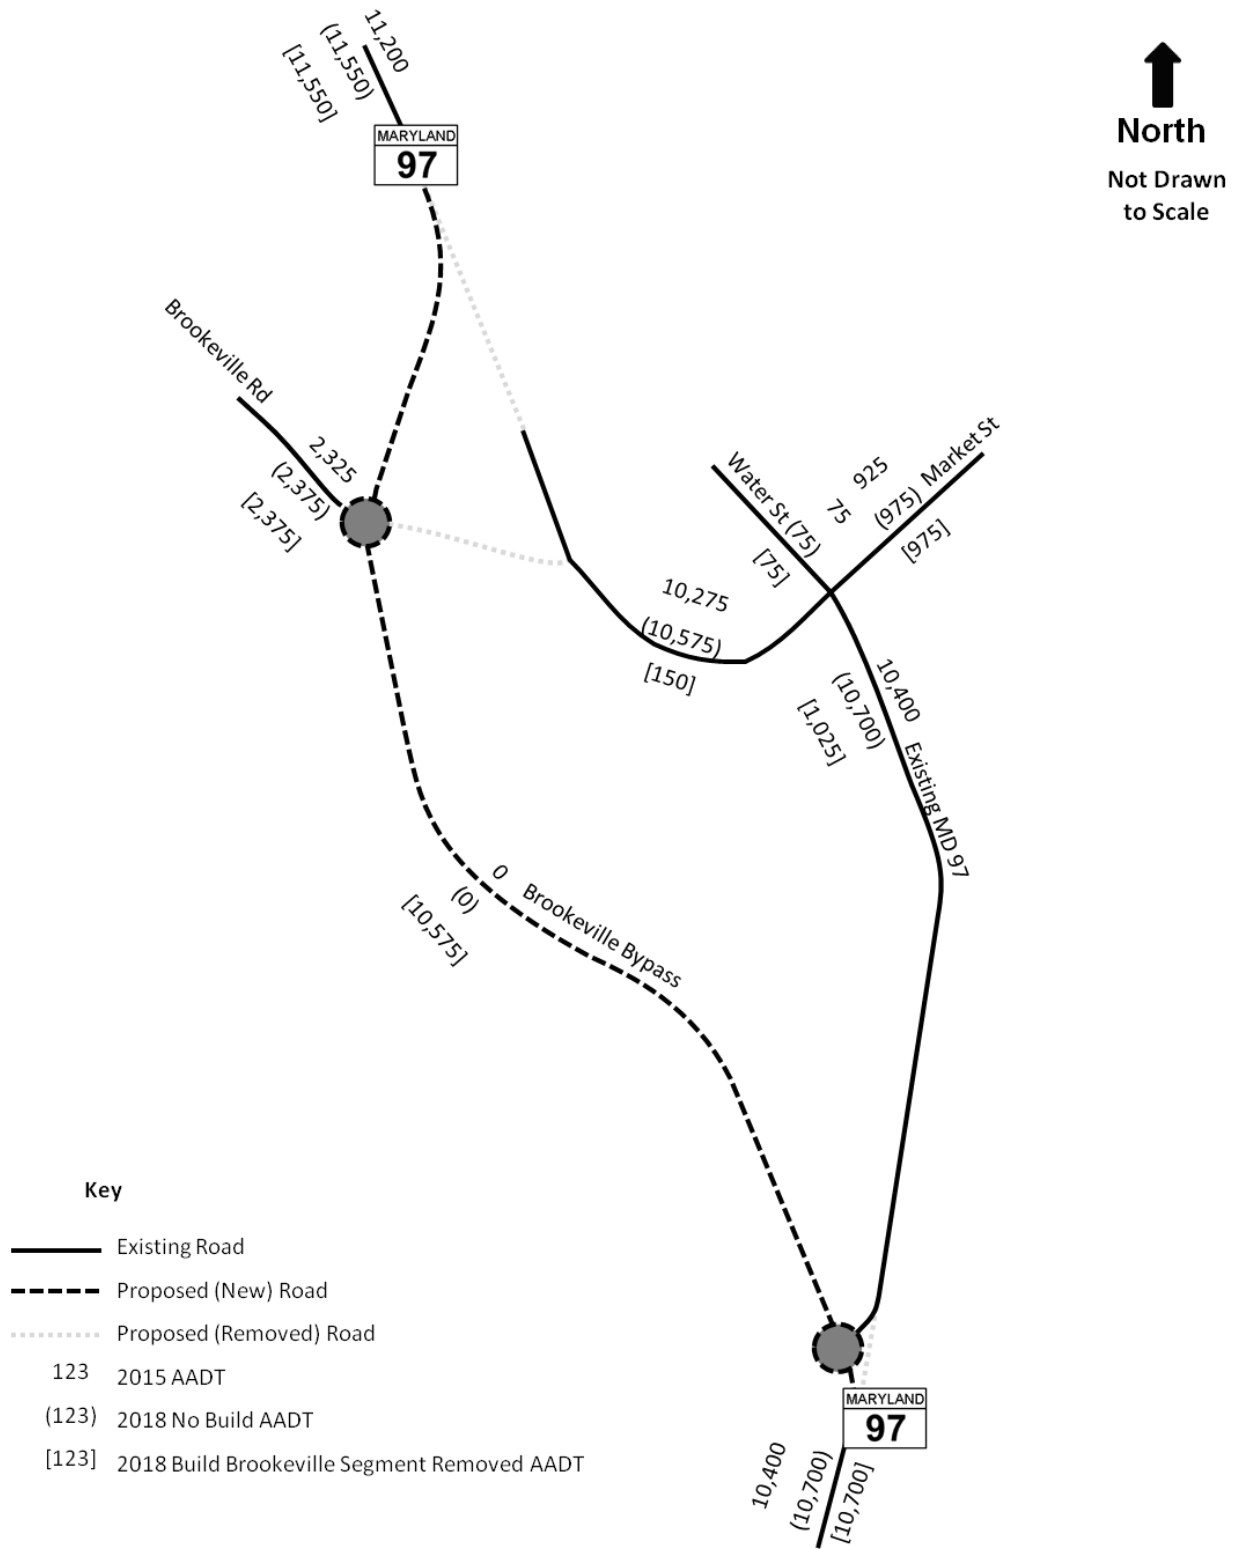 11,200
(11,550)
[11,550]
MARYLAND
97
North
Not Drawn
to Scale
Brookeville Rd
2,325
(2,375)
[2,375]
Water St (75)
[75]
75
925
(975) Market St
[975]
10,275
(10,575)
[150]
10,400 Existing MD 97
(10,700)
[1,025]
0 Brookeville Bypass
(0)
[10,575]
Key
Existing Road
Proposed (New) Road
Proposed (Removed) Road
123 2015 AADT
(123) 2018 No Build AADT
[123] 2018 Build Brookeville Segment Removed AADT
MARYLAND
97
10,400
(10,700)
[10,700]